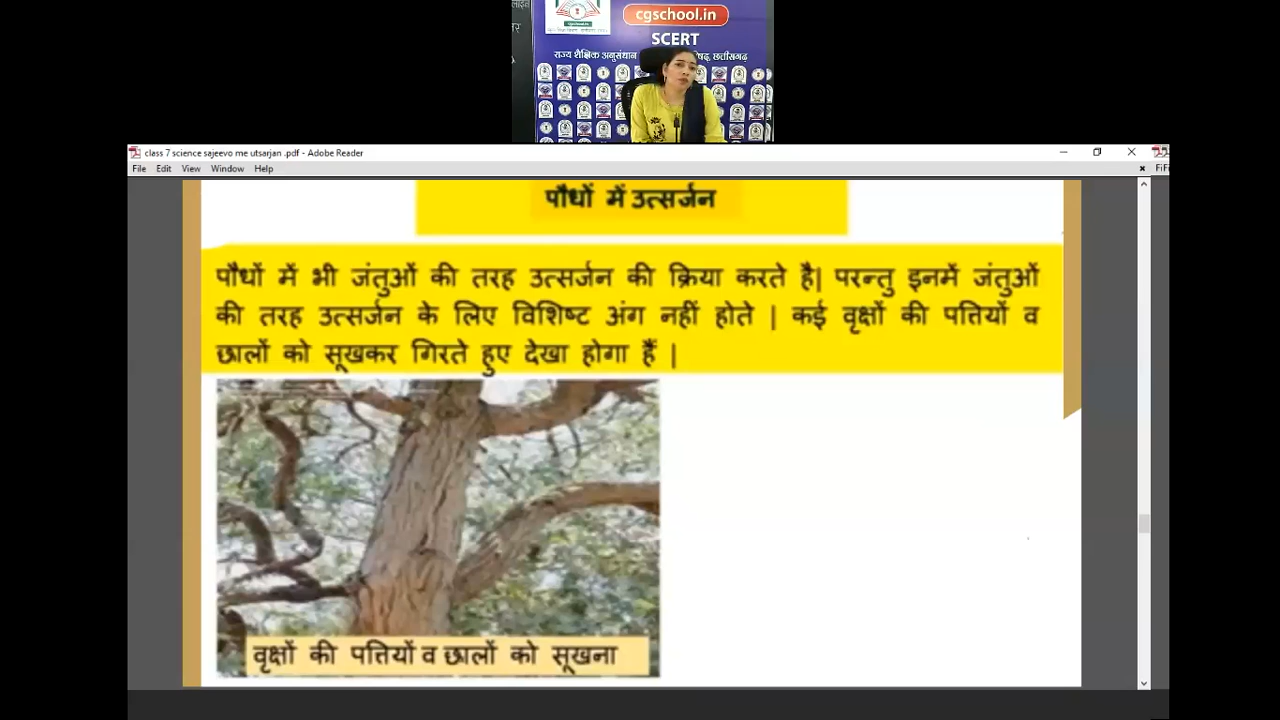 cgschool.in
SCERT
राज्य शैक्षिक अनुसंधान
class 7 science sajeevo me utsarjan .pdf - Adobe Reader
File Edit View Window Help
पौधों में उत्सर्जन
पौधों में भी जंतुओं की तरह उत्सर्जन की क्रिया करते है| परन्तु इनमें जंतुओं
की तरह उत्सर्जन के लिए विशिष्ट अंग नहीं होते | कई वृक्षों की पत्तियों व
छालों को सूखकर गिरते हुए देखा होगा हैं |
वृक्षों की पत्तियों व छालों को सूखना